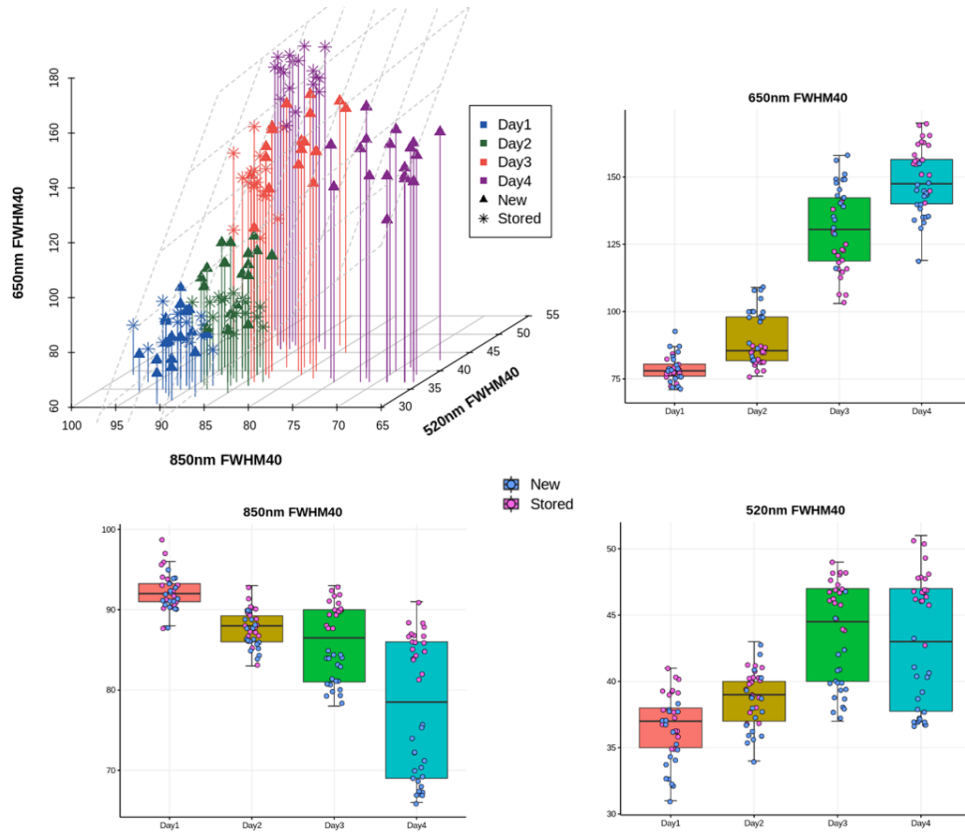 650nm FWHM40
180
160
140
120
100
80
60
100
95
90
85
80
75
70
65
850nm FWHM40
30
35
40
45
50
55
520nm FWHM40
Day1
Day2
Day3
Day4
New
Stored
650nm FWHM40
150
125
100
75
Day1
Day2
Day3
Day4
New
Stored
850nm FWHM40
100
90
80
70
Day1
Day2
Day3
Day4
520nm FWHM40
50
45
40
35
30
Day1
Day2
Day3
Day4